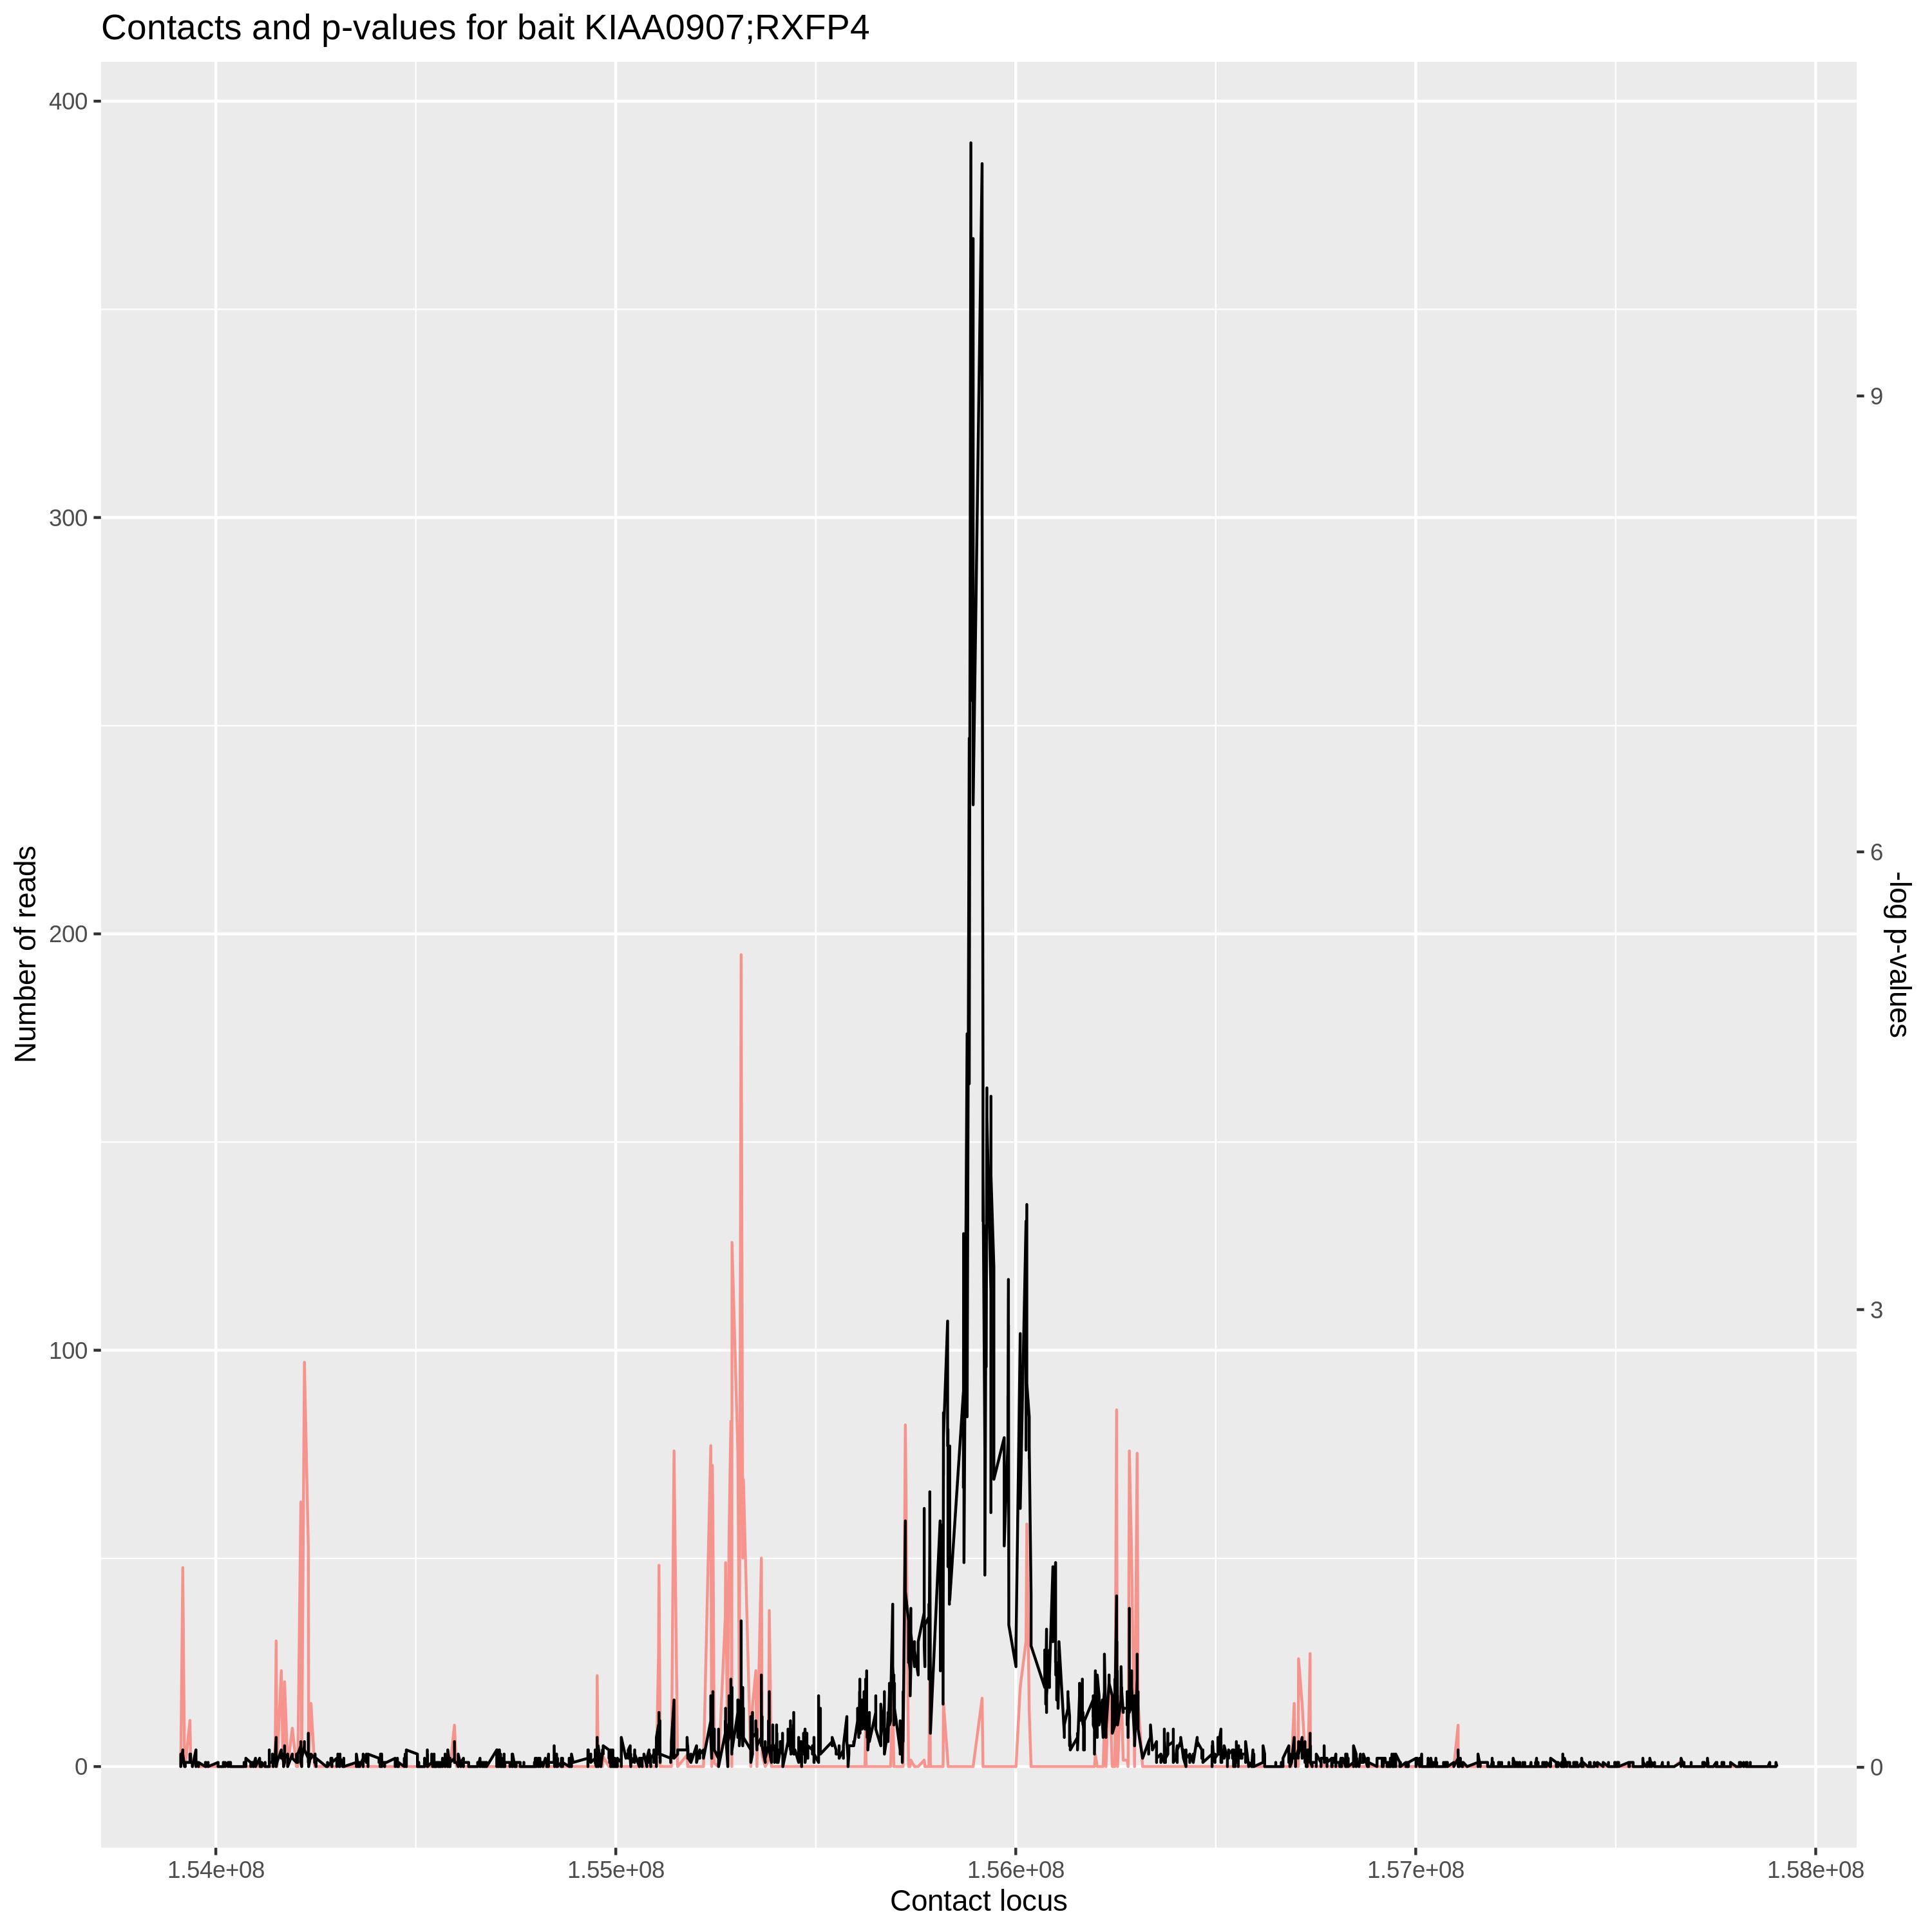 Contacts and p-values for bait KIAA0907;RXFP4
400
300
200
100
0
Number of reads
9
6
3
0
-log p-values
1.54e+08
1.55e+08
1.56e+08
1.57e+08
1.58e+08
Contact locus